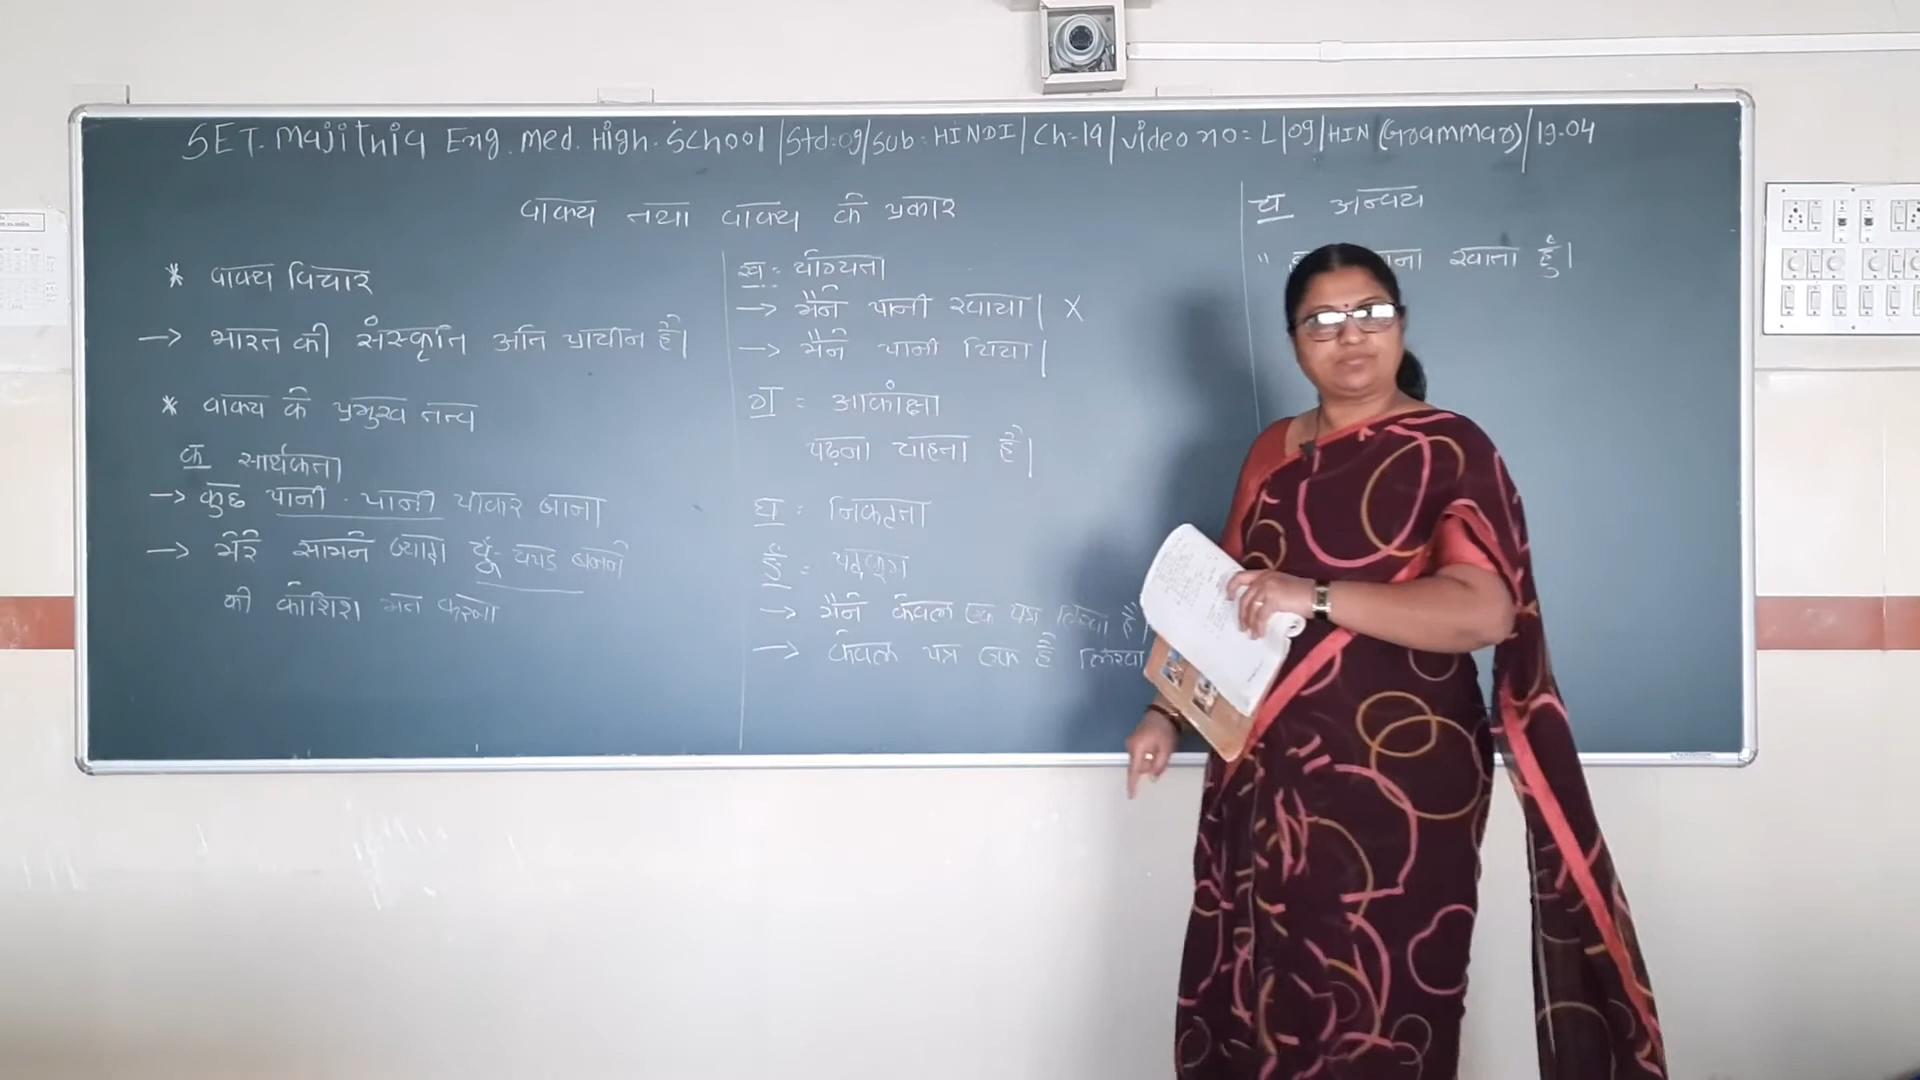 SET. Majithia Eng. Med. High. School / Std:09 / Sub: HINDI / Ch-19 / Video no = L / 09 / HIN (Grammar) / 19-04
वाक्य तथा वाक्य के प्रकार
* वाक्य विचार
→ भारत की संस्कृति अति प्राचीन है।
* वाक्य के प्रमुख तत्व
क सार्थकता
→ कुछ पानी - पानी पीकर जाना
→ मेरे सामने ज्यादा चूं-चपड बनने
की कोशिश मत करना
ख : योग्यता
→ मैंने पानी खाया। X
→ मैंने पानी पिया।
ग : आकांक्षा
पढ़ना चाहता है।
घ : निकटता
ङ : पदक्रम
→ मैंने केवल एक पत्र लिखा है।
→ केवल पत्र एक है लिखा
च अन्वय
" खाता हूँ।